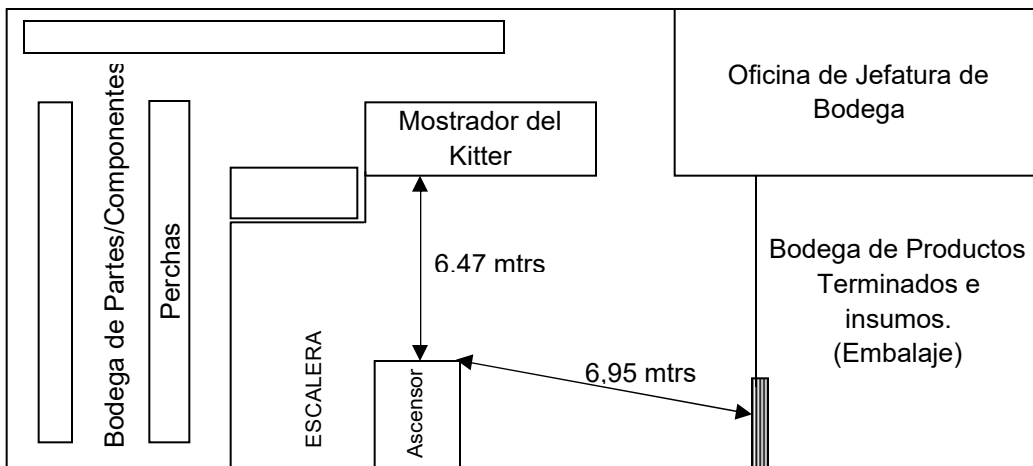 Oficina de Jefatura de
Bodega
Mostrador del
Kitter
Bodega de Partes/Componentes
Perchas
6.47 mtrs
Bodega de Productos
Terminados e
insumos.
(Embalaje)
ESCALERA
Ascensor
6,95 mtrs